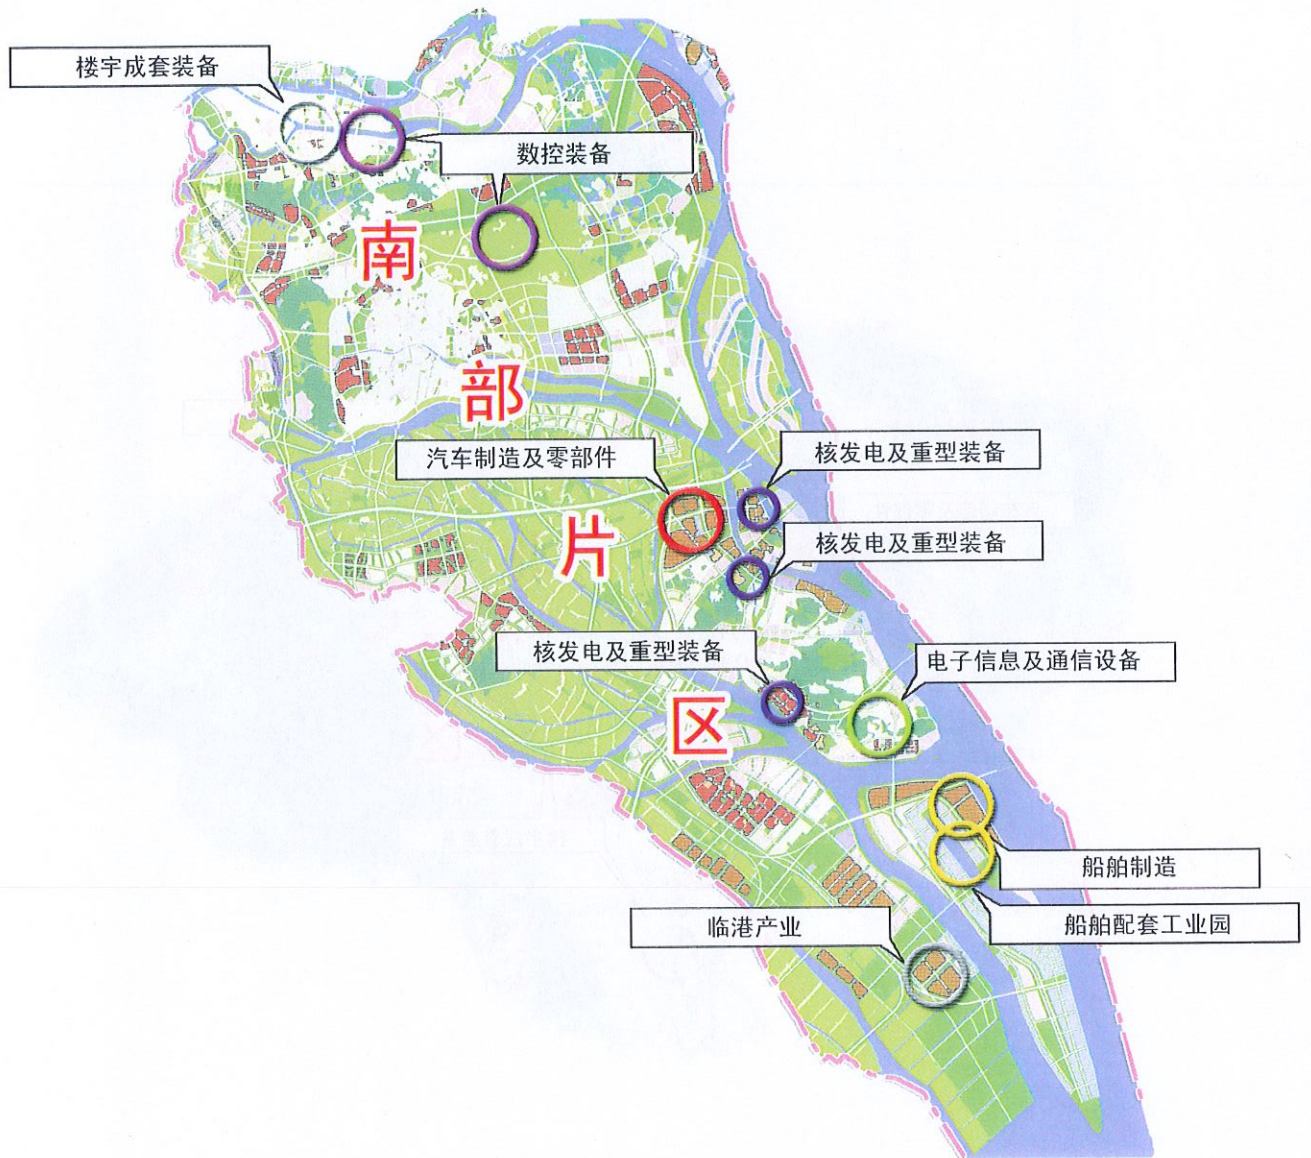 楼宇成套装备
数控装备
南
部
片
区
汽车制造及零部件
核发电及重型装备
核发电及重型装备
核发电及重型装备
电子信息及通信设备
船舶制造
船舶配套工业园
临港产业